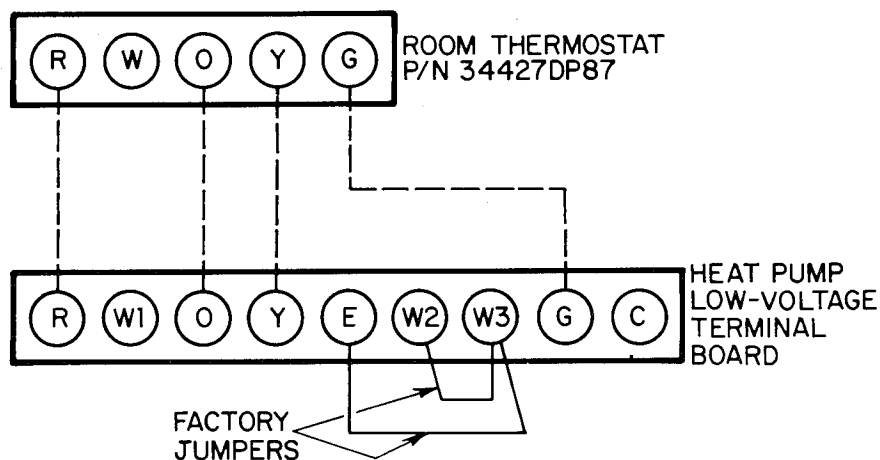 R W O Y G
ROOM THERMOSTAT
P/N 34427DP87
R W1 O Y E W2 W3 G C
HEAT PUMP
LOW-VOLTAGE
TERMINAL
BOARD
FACTORY
JUMPERS